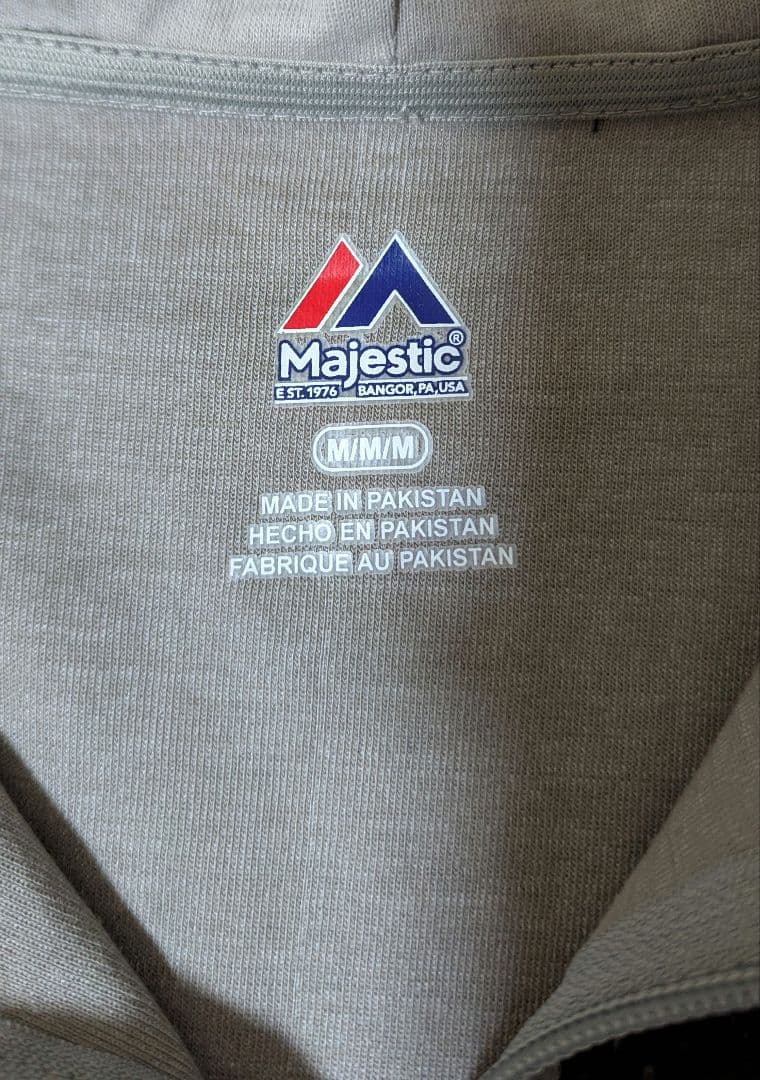 Majestic®
EST. 1976 BANGOR, PA, USA
M/M/M
MADE IN PAKISTAN
HECHO EN PAKISTAN
FABRIQUE AU PAKISTAN